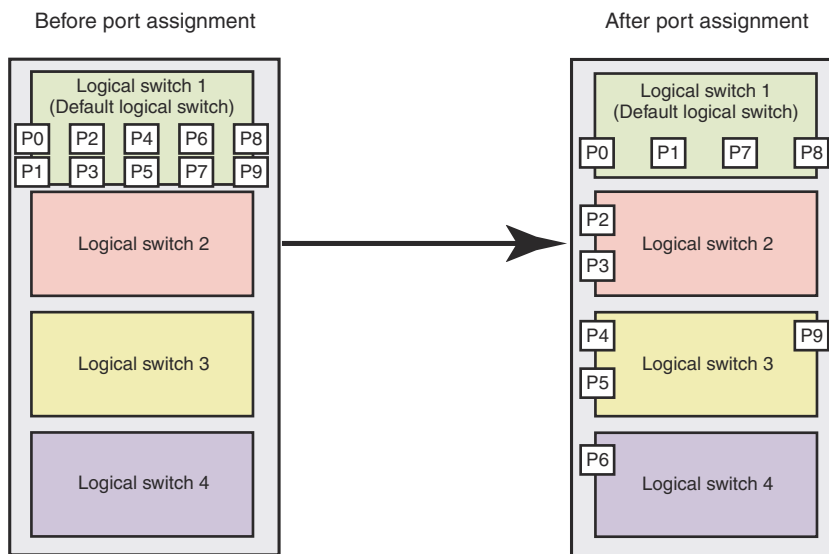 Before port assignment
Logical switch 1
(Default logical switch)
P0 P2 P4 P6 P8
P1 P3 P5 P7 P9
Logical switch 2
Logical switch 3
Logical switch 4
After port assignment
Logical switch 1
(Default logical switch)
P0 P1 P7 P8
P2
Logical switch 2
P3
P4 P9
Logical switch 3
P5
P6
Logical switch 4